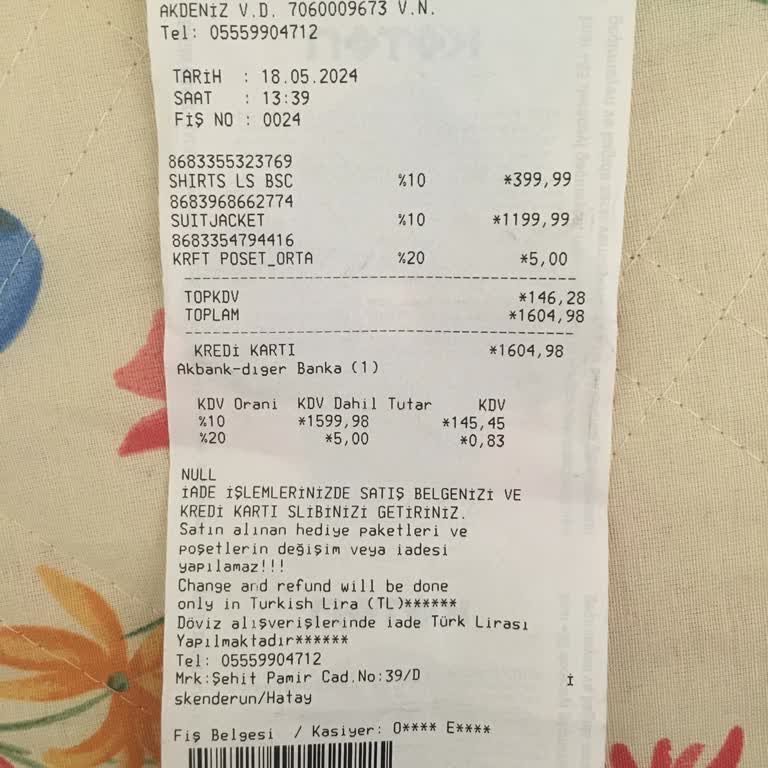 AKDENİZ V.D. 7060009673 V.N.
Tel: 05559904712
TARİH : 18.05.2024
SAAT : 13:39
FİŞ NO : 0024
8683355323769
SHIRTS LS BSC %10 *399,99
8683968662774
SUITJACKET %10 *1199,99
8683354794416
KRFT POSET_ORTA %20 *5,00
TOPKDV *146,28
TOPLAM *1604,98
KREDİ KARTI *1604,98
Akbank-dıger Banka (1)
KDV Orani KDV Dahil Tutar KDV
%10 *1599,98 *145,45
%20 *5,00 *0,83
NULL
İADE İŞLEMLERİNİZDE SATIŞ BELGENİZİ VE
KREDİ KARTI SLİBİNİZİ GETİRİNİZ.
Satın alınan hediye paketleri ve
poşetlerin değişim veya iadesi
yapılamaz!!!
Change and refund will be done
only in Turkish Lira (TL)******
Döviz alışverişlerinde iade Türk Lirası
Yapılmaktadır******
Tel: 05559904712
Mrk:Şehit Pamir Cad.No:39/D İ
skenderun/Hatay
Fiş Belgesi / Kasiyer: O**** E****